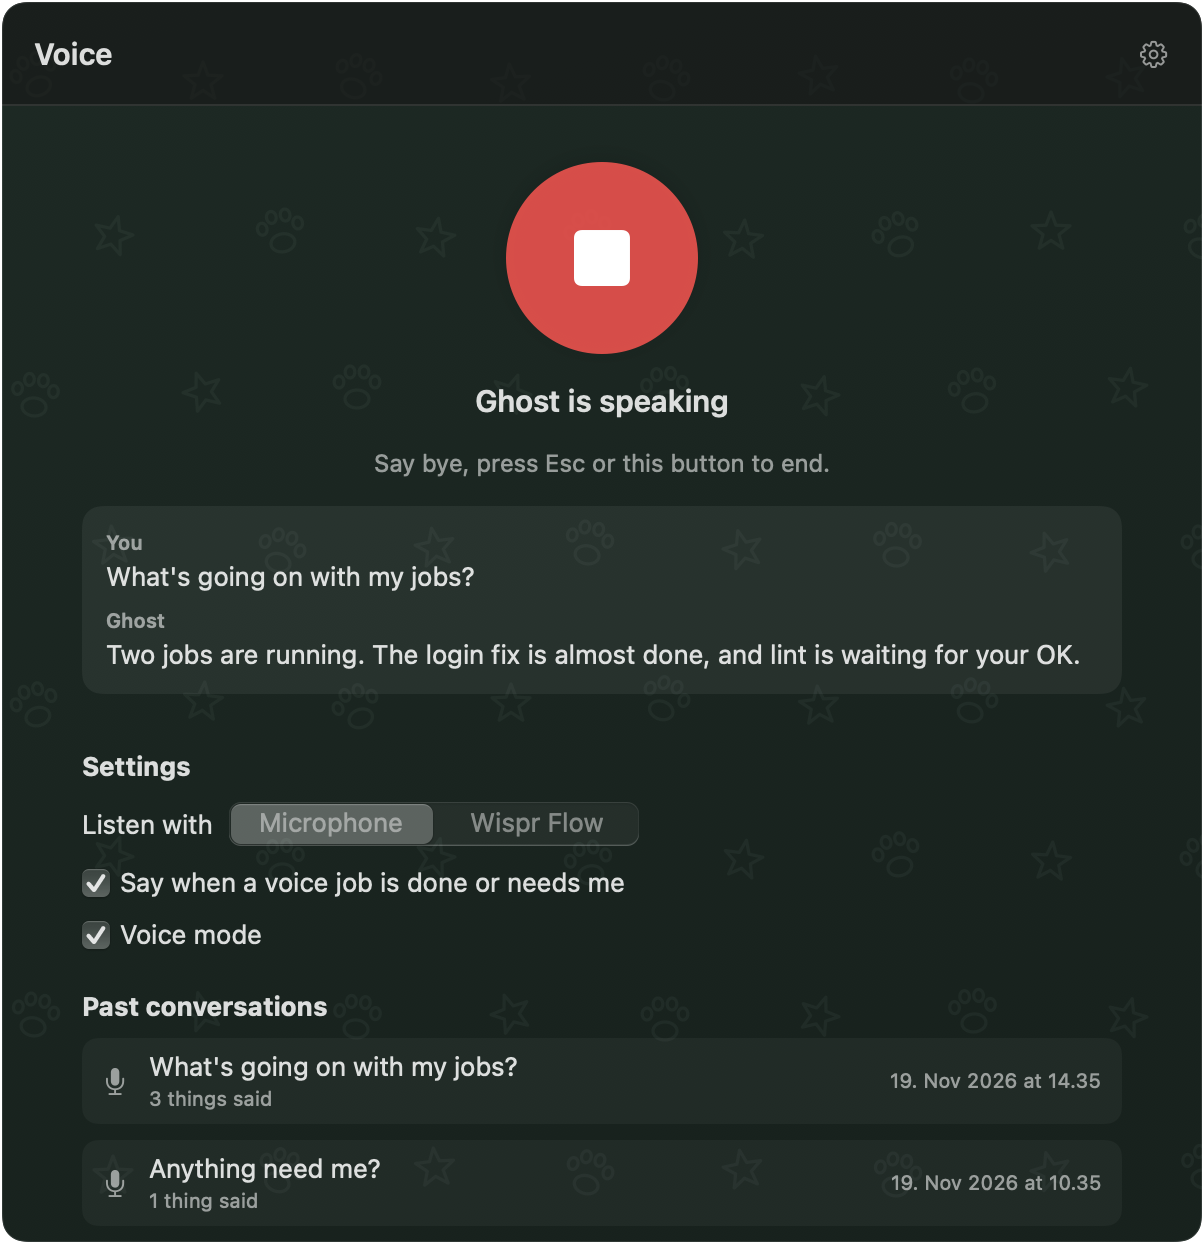 Voice
Ghost is speaking
Say bye, press Esc or this button to end.
You
What's going on with my jobs?
Ghost
Two jobs are running. The login fix is almost done, and lint is waiting for your OK.
Settings
Listen with Microphone Wispr Flow
Say when a voice job is done or needs me
Voice mode
Past conversations
What's going on with my jobs?
3 things said
19. Nov 2026 at 14.35
Anything need me?
1 thing said
19. Nov 2026 at 10.35